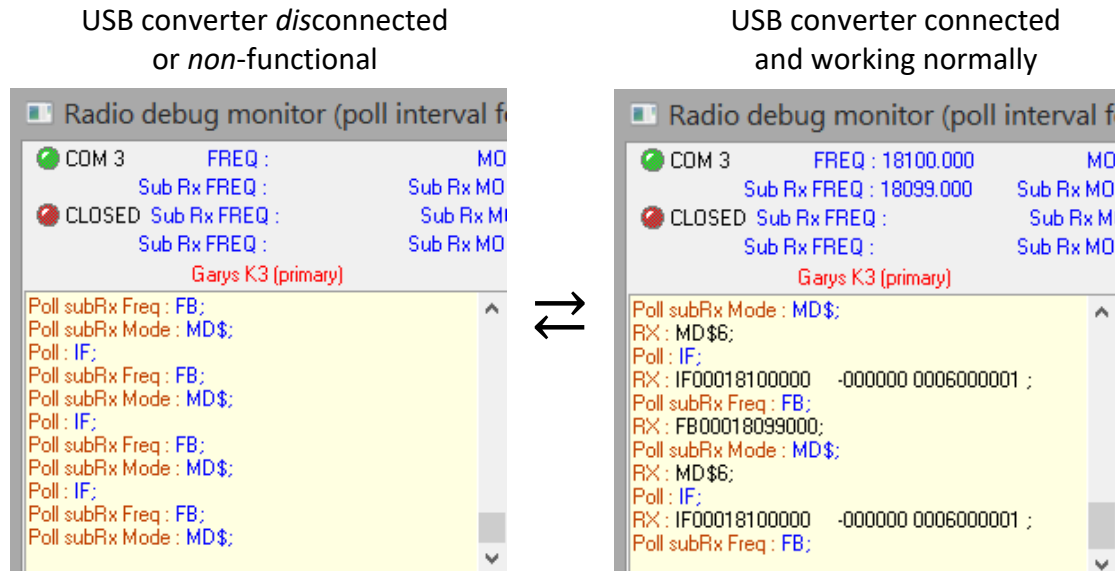 USB converter disconnected
or non-functional
Radio debug monitor (poll interval f
COM 3 FREQ : MO
Sub Rx FREQ : Sub Rx MO
CLOSED Sub Rx FREQ : Sub Rx M
Sub Rx FREQ : Sub Rx MO
Garys K3 (primary)
Poll subRx Freq : FB;
Poll subRx Mode : MD$;
Poll : IF;
Poll subRx Freq : FB;
Poll subRx Mode : MD$;
Poll : IF;
Poll subRx Freq : FB;
Poll subRx Mode : MD$;
Poll : IF;
Poll subRx Freq : FB;
Poll subRx Mode : MD$;
USB converter connected
and working normally
Radio debug monitor (poll interval f
COM 3 FREQ : 18100.000 MO
Sub Rx FREQ : 18099.000 Sub Rx MO
CLOSED Sub Rx FREQ : Sub Rx M
Sub Rx FREQ : Sub Rx MO
Garys K3 (primary)
Poll subRx Mode : MD$;
RX : MD$6;
Poll : IF;
RX : IF00018100000 -000000 0006000001 ;
Poll subRx Freq : FB;
RX : FB00018099000;
Poll subRx Mode : MD$;
RX : MD$6;
Poll : IF;
RX : IF00018100000 -000000 0006000001 ;
Poll subRx Freq : FB;